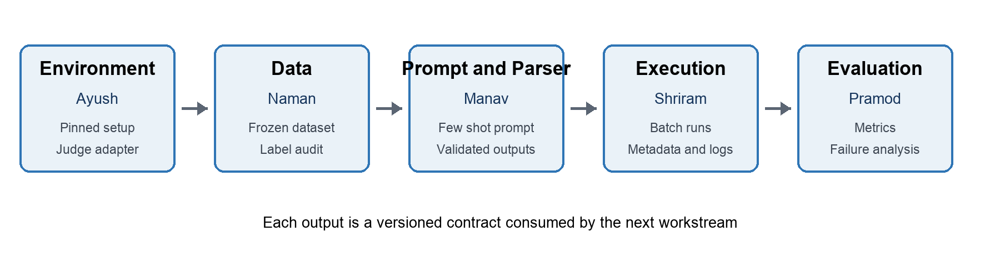 Environment
Ayush
Pinned setup
Judge adapter
Data
Naman
Frozen dataset
Label audit
Prompt and Parser
Manav
Few shot prompt
Validated outputs
Execution
Shriram
Batch runs
Metadata and logs
Evaluation
Pramod
Metrics
Failure analysis
Each output is a versioned contract consumed by the next workstream